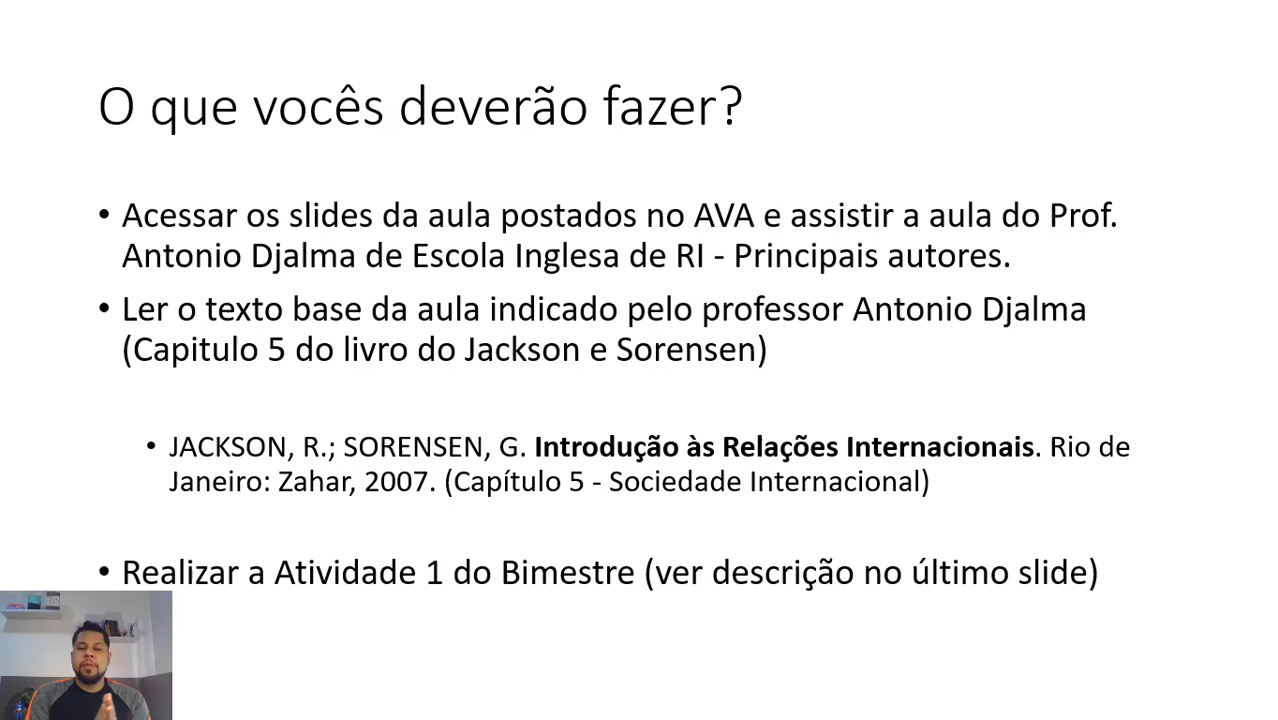 O que vocês deverão fazer?
• Acessar os slides da aula postados no AVA e assistir a aula do Prof.
Antonio Djalma de Escola Inglesa de RI - Principais autores.
• Ler o texto base da aula indicado pelo professor Antonio Djalma
(Capitulo 5 do livro do Jackson e Sorensen)
• JACKSON, R.; SORENSEN, G. Introdução às Relações Internacionais. Rio de
Janeiro: Zahar, 2007. (Capítulo 5 - Sociedade Internacional)
• Realizar a Atividade 1 do Bimestre (ver descrição no último slide)